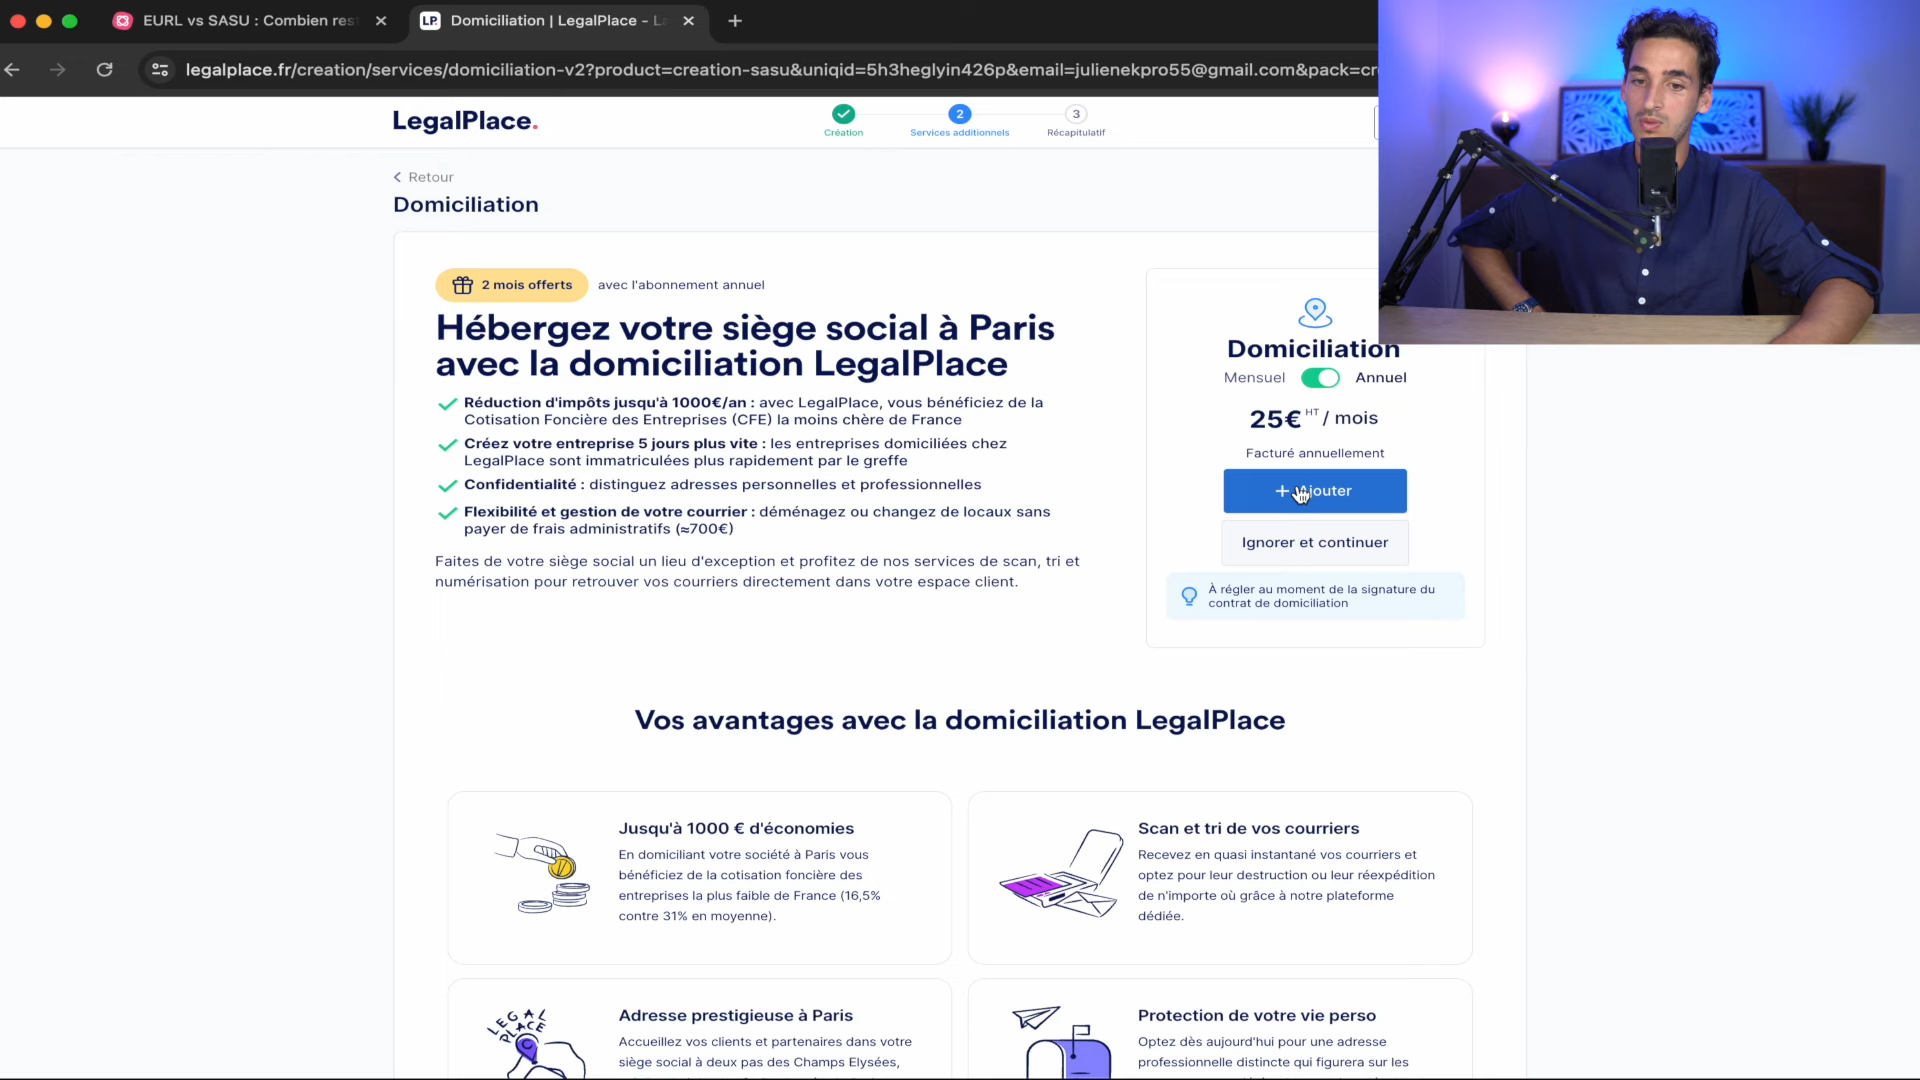 EURL vs SASU : Combien res
LP Domiciliation | LegalPlace - L
legalplace.fr/creation/services/domiciliation-v2?product=creation-sasu&uniqid=5h3heglyin426p&email=julienekpro55@gmail.com&pack=cr
LegalPlace.
Création
2
Services additionnels
3
Récapitulatif
Retour
Domiciliation
2 mois offerts
avec l'abonnement annuel
Hébergez votre siège social à Paris
avec la domiciliation LegalPlace
Réduction d'impôts jusqu'à 1000€/an : avec LegalPlace, vous bénéficiez de la
Cotisation Foncière des Entreprises (CFE) la moins chère de France
Créez votre entreprise 5 jours plus vite : les entreprises domiciliées chez
LegalPlace sont immatriculées plus rapidement par le greffe
Confidentialité : distinguez adresses personnelles et professionnelles
Flexibilité et gestion de votre courrier : déménagez ou changez de locaux sans
payer de frais administratifs (≈700€)
Faites de votre siège social un lieu d'exception et profitez de nos services de scan, tri et
numérisation pour retrouver vos courriers directement dans votre espace client.
Domiciliation
Mensuel
Annuel
25€ HT / mois
Facturé annuellement
+ Ajouter
Ignorer et continuer
À régler au moment de la signature du
contrat de domiciliation
Vos avantages avec la domiciliation LegalPlace
Jusqu'à 1000 € d'économies
En domiciliant votre société à Paris vous
bénéficiez de la cotisation foncière des
entreprises la plus faible de France (16,5%
contre 31% en moyenne).
Scan et tri de vos courriers
Recevez en quasi instantané vos courriers et
optez pour leur destruction ou leur réexpédition
de n'importe où grâce à notre plateforme
dédiée.
LEGAL
PLACE
Adresse prestigieuse à Paris
Accueillez vos clients et partenaires dans votre
siège social à deux pas des Champs Elysées,
Protection de votre vie perso
Optez dès aujourd'hui pour une adresse
professionnelle distincte qui figurera sur les